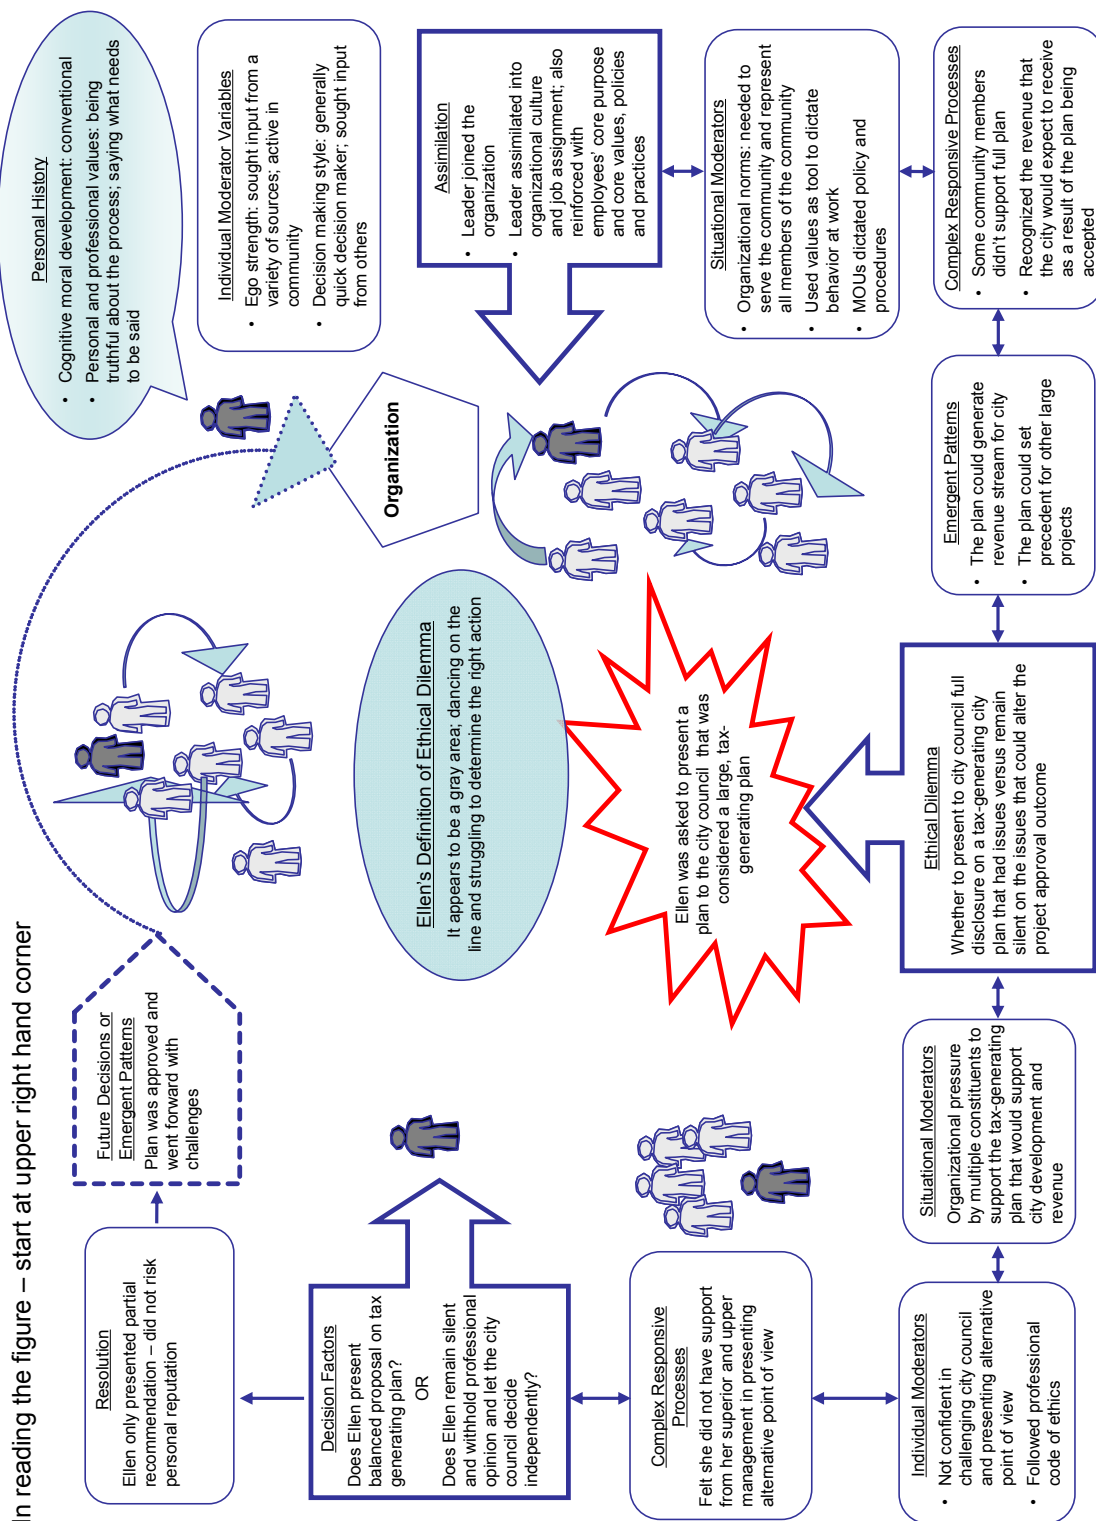 In reading the figure – start at upper right hand corner
Personal History
• Cognitive moral development: conventional
• Personal and professional values: being
truthful about the process; saying what needs
to be said
Individual Moderator Variables
• Ego strength: sought input from a
variety of sources; active in
community
• Decision making style: generally
quick decision maker; sought input
from others
Assimilation
• Leader joined the
organization
• Leader assimilated into
organizational culture
and job assignment; also
reinforced with
employees' core purpose
and core values, policies
and practices
Situational Moderators
• Organizational norms: needed to
serve the community and represent
all members of the community
• Used values as tool to dictate
behavior at work
• MOUs dictated policy and
procedures
Complex Responsive Processes
• Some community members
didn't support full plan
• Recognized the revenue that
the city would expect to receive
as a result of the plan being
accepted
Emergent Patterns
• The plan could generate
revenue stream for city
• The plan could set
precedent for other large
projects
Organization
Ellen's Definition of Ethical Dilemma
It appears to be a gray area; dancing on the
line and struggling to determine the right action
Ellen was asked to present a
plan to the city council that was
considered a large, tax-
generating plan
Ethical Dilemma
Whether to present to city council full
disclosure on a tax-generating city
plan that had issues versus remain
silent on the issues that could alter the
project approval outcome
Situational Moderators
Organizational pressure
by multiple constituents to
support the tax-generating
plan that would support
city development and
revenue
Individual Moderators
• Not confident in
challenging city council
and presenting alternative
point of view
• Followed professional
code of ethics
Complex Responsive
Processes
Felt she did not have support
from her superior and upper
management in presenting
alternative point of view
Decision Factors
Does Ellen present
balanced proposal on tax
generating plan?
OR
Does Ellen remain silent
and withhold professional
opinion and let the city
council decide
independently?
Resolution
Ellen only presented partial
recommendation – did not risk
personal reputation
Future Decisions or
Emergent Patterns
Plan was approved and
went forward with
challenges